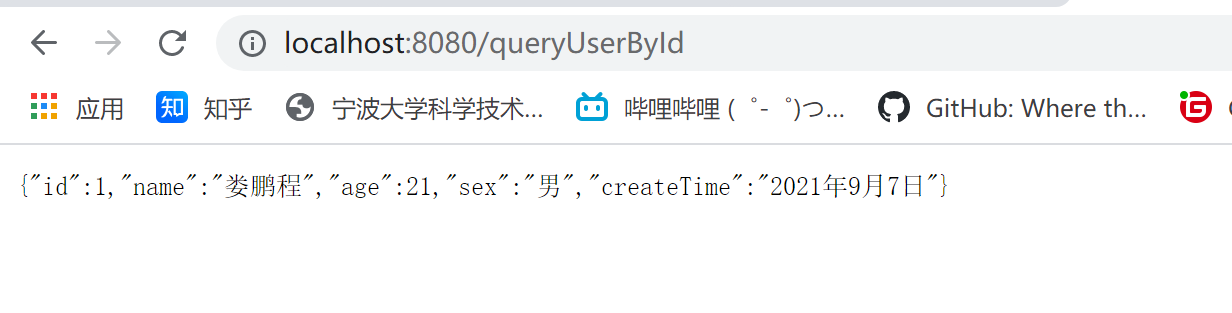 localhost:8080/queryUserById
应用 知 知乎 宁波大学科学技术... 哔哩哔哩 ( ゜- ゜)つ... GitHub: Where th... G
{"id":1,"name":"娄鹏程","age":21,"sex":"男","createTime":"2021年9月7日"}